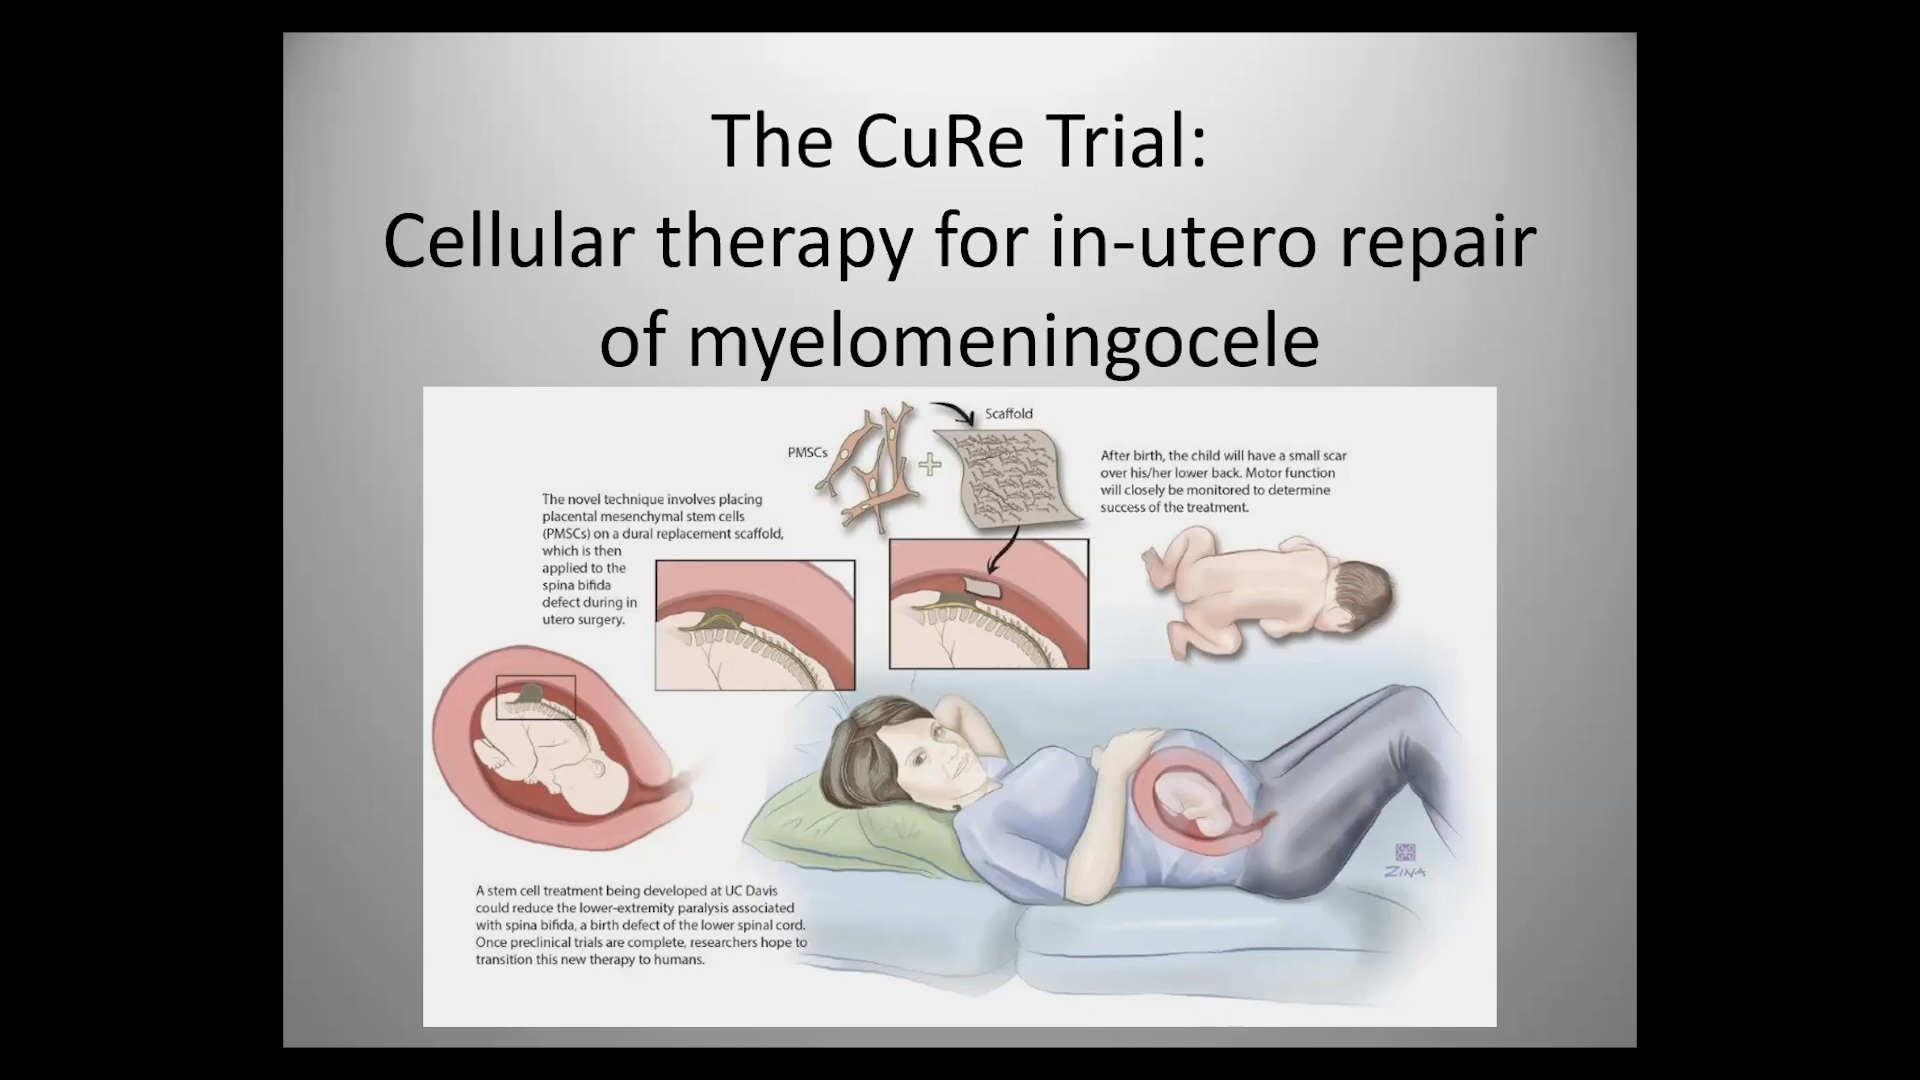 The CuRe Trial:
Cellular therapy for in-utero repair
of myelomeningocele
Scaffold
PMSCs
After birth, the child will have a small scar
over his/her lower back. Motor function
will closely be monitored to determine
success of the treatment.
The novel technique involves placing
placental mesenchymal stem cells
(PMSCs) on a dural replacement scaffold,
which is then
applied to the
spina bifida
defect during in
utero surgery.
ZINA
A stem cell treatment being developed at UC Davis
could reduce the lower-extremity paralysis associated
with spina bifida, a birth defect of the lower spinal cord.
Once preclinical trials are complete, researchers hope to
transition this new therapy to humans.